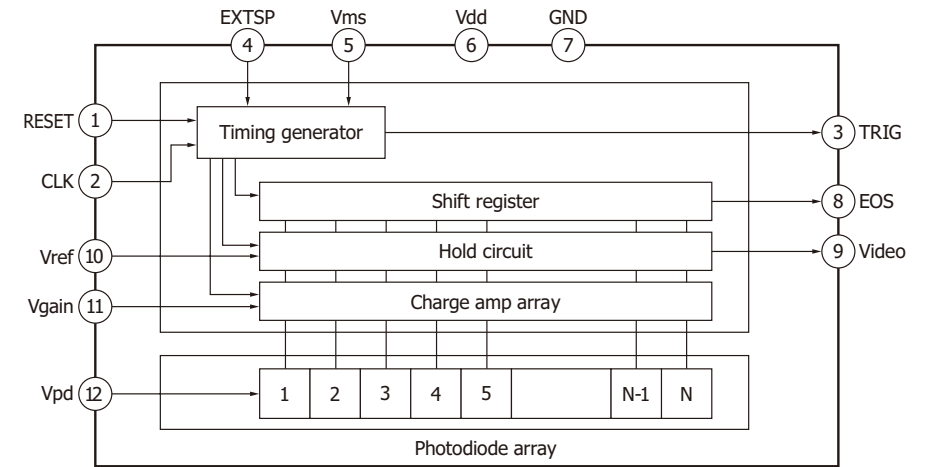 EXTSP Vms Vdd GND
4 5 6 7
RESET 1 Timing generator 3 TRIG
CLK 2
Shift register 8 EOS
Vref 10 Hold circuit 9 Video
Vgain 11 Charge amp array
Vpd 12 1 2 3 4 5 N-1 N
Photodiode array